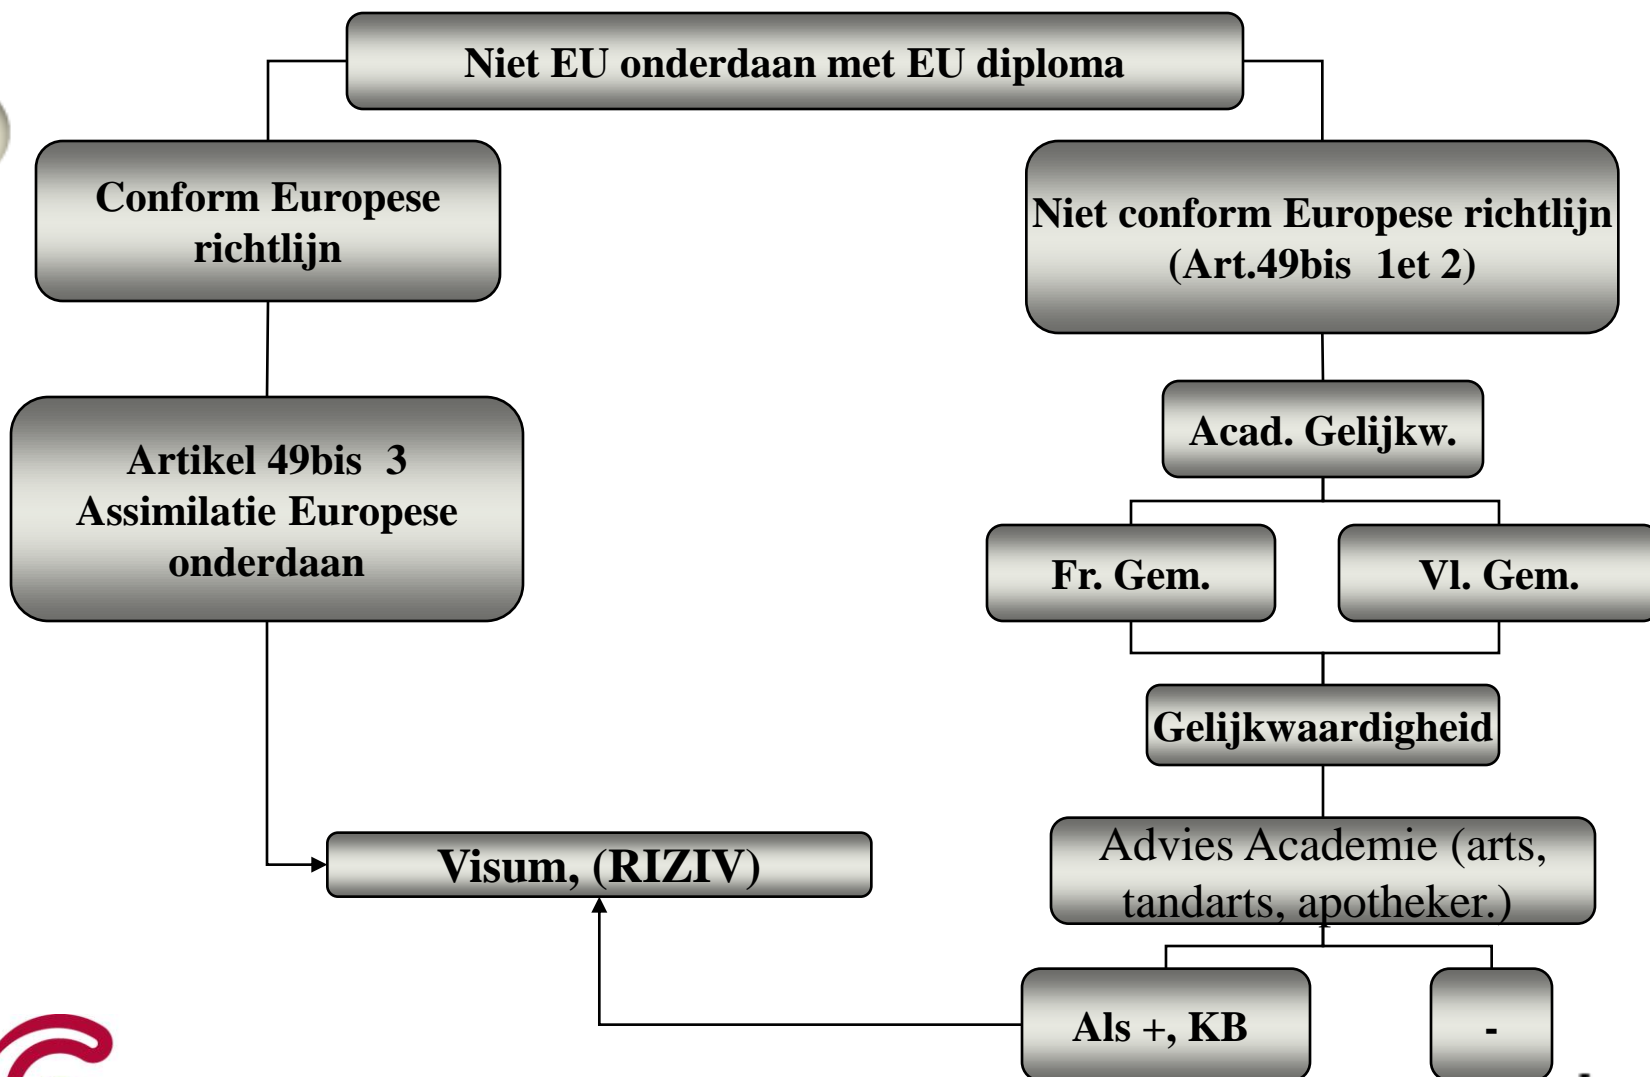 Niet EU onderdaan met EU diploma
Conform Europese
richtlijn
Niet conform Europese richtlijn
(Art.49bis 1et 2)
Artikel 49bis 3
Assimilatie Europese
onderdaan
Acad. Gelijkw.
Fr. Gem.
Vl. Gem.
Gelijkwaardigheid
Visum, (RIZIV)
Advies Academie (arts,
tandarts, apotheker.)
Als +, KB
-